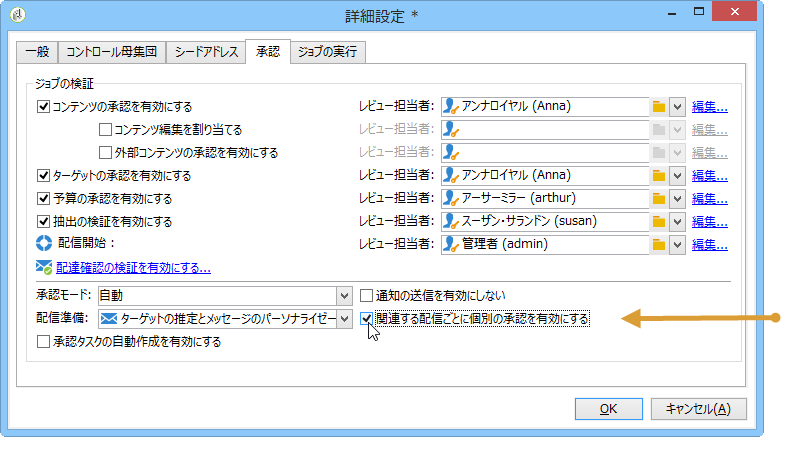 詳細設定 *
一般 コントロール母集団 シードアドレス 承認 ジョブの実行
ジョブの検証
コンテンツの承認を有効にする レビュー担当者: アンナロイヤル (Anna) 編集...
コンテンツ編集を割り当てる レビュー担当者: 編集...
外部コンテンツの承認を有効にする レビュー担当者: 編集...
ターゲットの承認を有効にする レビュー担当者: アンナロイヤル (Anna) 編集...
予算の承認を有効にする レビュー担当者: アーサーミラー (arthur) 編集...
抽出の検証を有効にする レビュー担当者: スーザン・サランドン (susan) 編集...
配信開始 : レビュー担当者: 管理者 (admin) 編集...
配達確認の検証を有効にする...
承認モード: 自動 通知の送信を有効にしない
配信準備: ターゲットの推定とメッセージのパーソナライゼー 関連する配信ごとに個別の承認を有効にする
承認タスクの自動作成を有効にする
OK キャンセル(A)